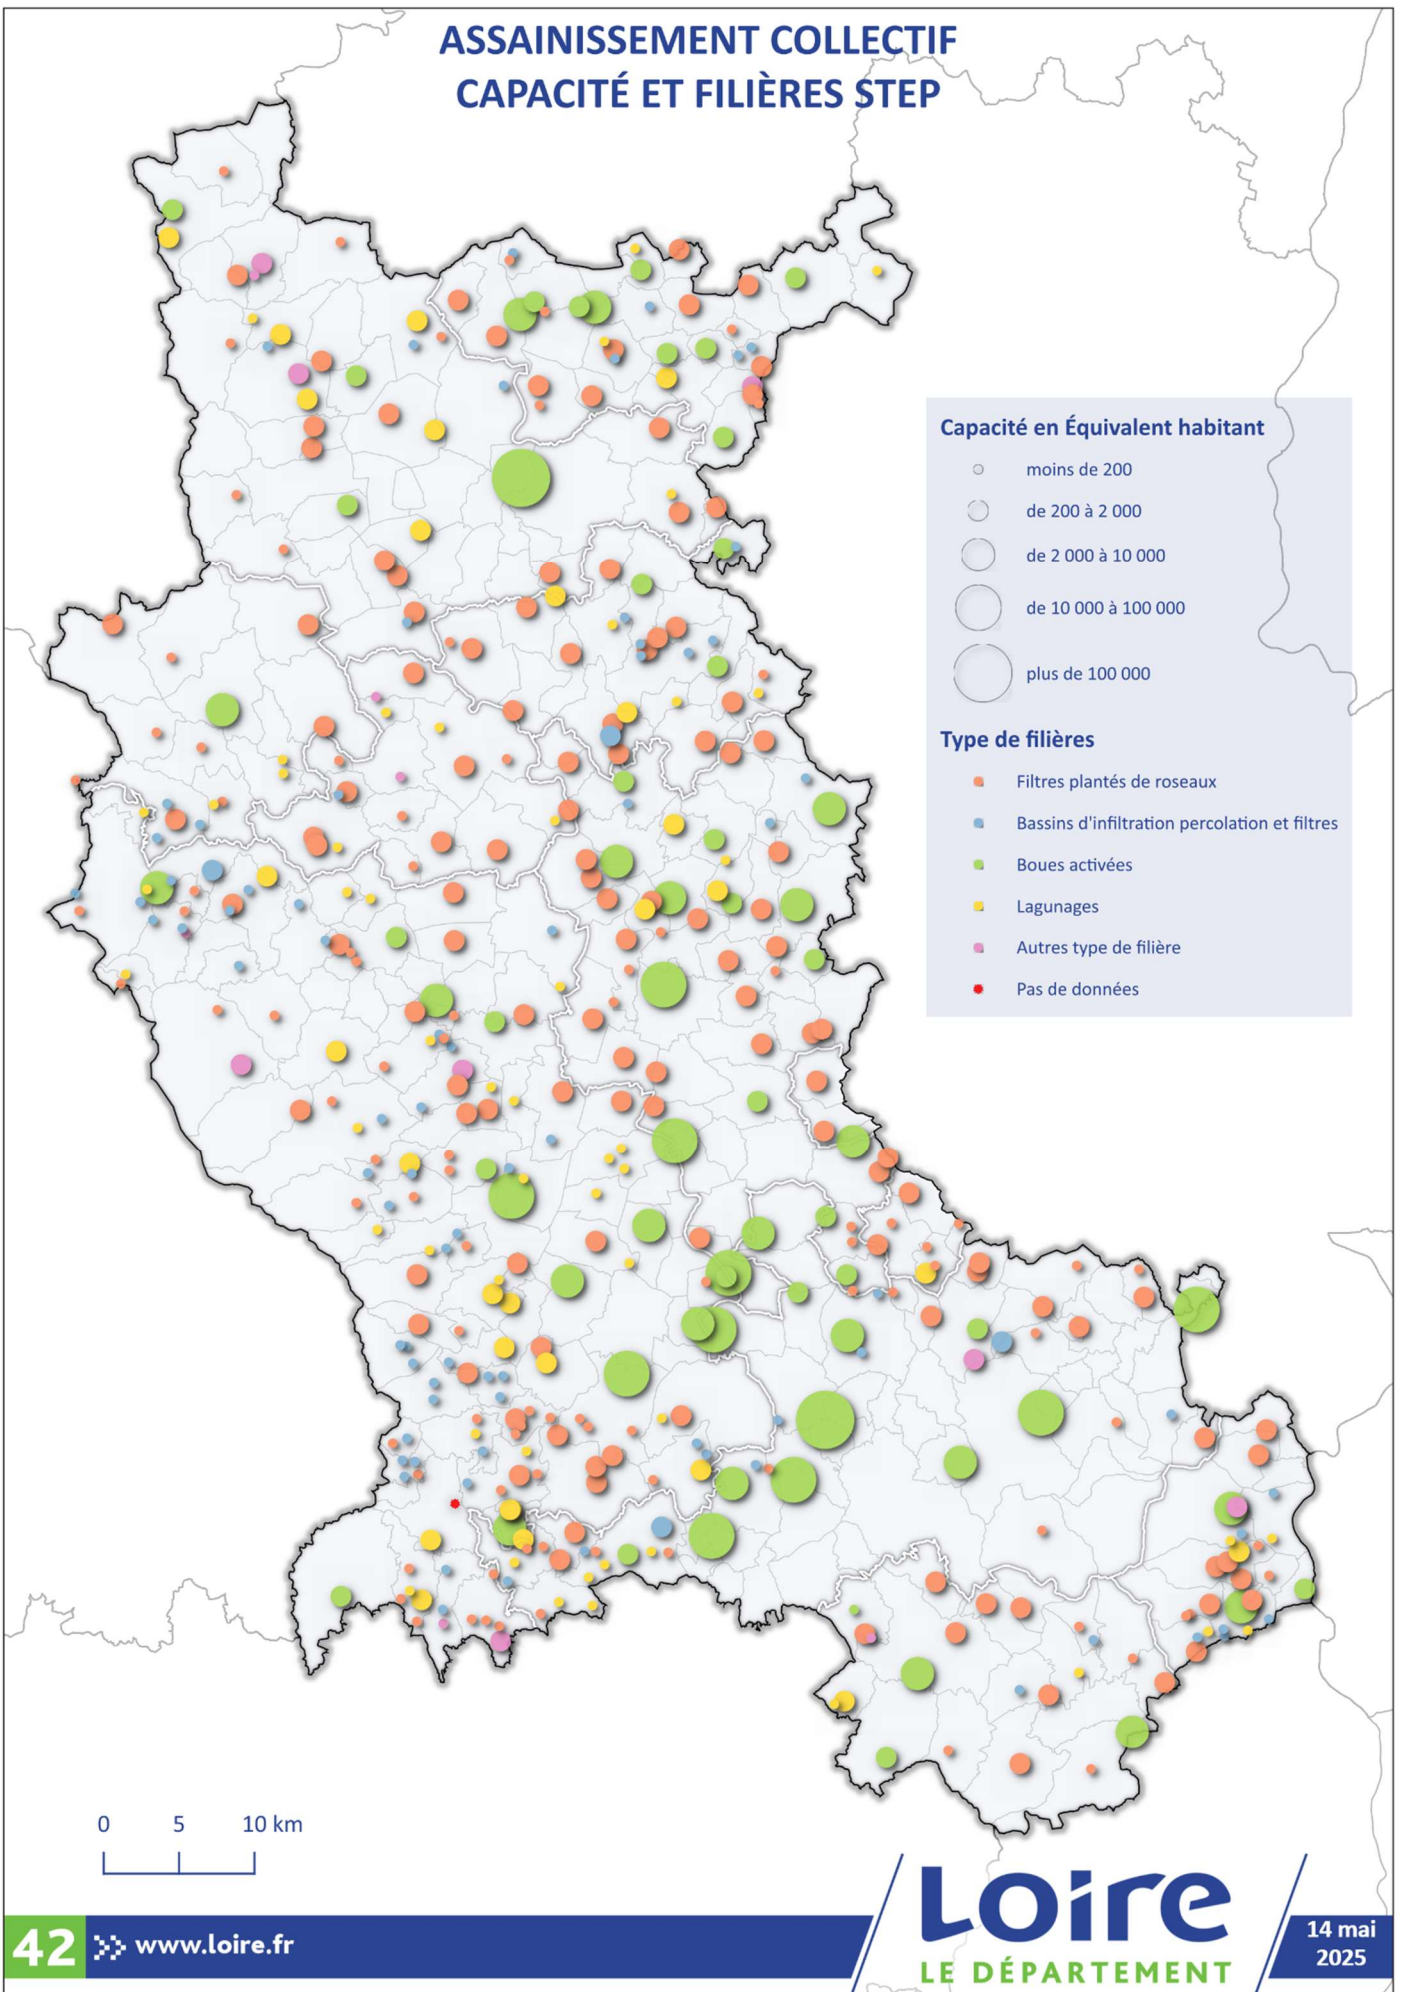 ASSAINISSEMENT COLLECTIF
CAPACITÉ ET FILIÈRES STEP
Capacité en Équivalent habitant
moins de 200
de 200 à 2 000
de 2 000 à 10 000
de 10 000 à 100 000
plus de 100 000
Type de filières
Filtres plantés de roseaux
Bassins d'infiltration percolation et filtres
Boues activées
Lagunages
Autres type de filière
Pas de données
0 5 10 km
42 www.loire.fr
Loire
LE DÉPARTEMENT
14 mai
2025